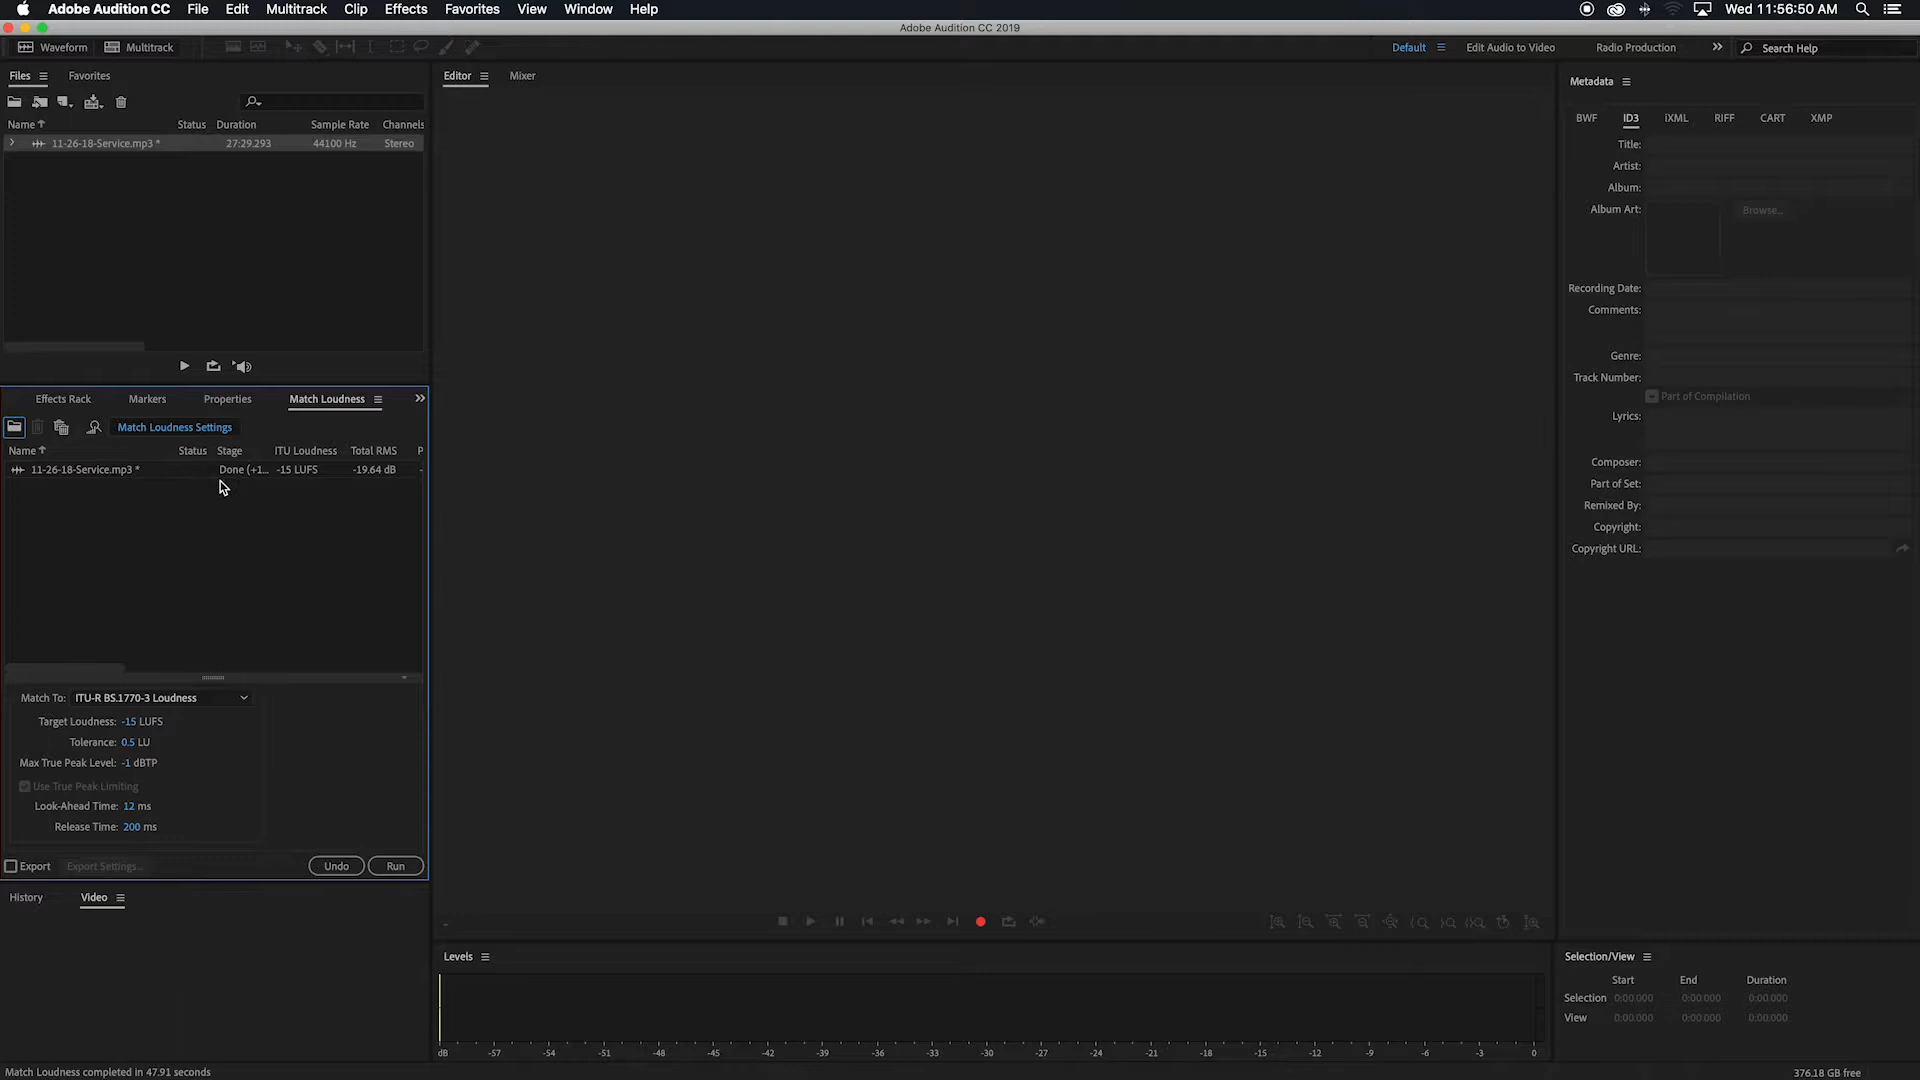 Adobe Audition CC File Edit Multitrack Clip Effects Favorites View Window Help Wed 11:56:50 AM
Adobe Audition CC 2019
Waveform Multitrack Default Edit Audio to Video Radio Production Search Help
Files Favorites
Name Status Duration Sample Rate Channels
11-26-18-Service.mp3 * 27:29.293 44100 Hz Stereo
Effects Rack Markers Properties Match Loudness
Match Loudness Settings
Name Status Stage ITU Loudness Total RMS P
11-26-18-Service.mp3 * Done (+1... -15 LUFS -19.64 dB -
Match To: ITU-R BS.1770-3 Loudness
Target Loudness: -15 LUFS
Tolerance: 0.5 LU
Max True Peak Level: -1 dBTP
Use True Peak Limiting
Look-Ahead Time: 12 ms
Release Time: 200 ms
Export Export Settings... Undo Run
History Video
Editor Mixer
Levels
dB -57 -54 -51 -48 -45 -42 -39 -36 -33 -30 -27 -24 -21 -18 -15 -12 -9 -6 -3 0
Metadata
BWF ID3 iXML RIFF CART XMP
Title:
Artist:
Album:
Album Art: Browse...
Recording Date:
Comments:
Genre:
Track Number:
Part of Compilation
Lyrics:
Composer:
Part of Set:
Remixed By:
Copyright:
Copyright URL:
Selection/View
Start End Duration
Selection 0:00.000 0:00.000 0:00.000
View 0:00.000 0:00.000 0:00.000
Match Loudness completed in 47.91 seconds 376.18 GB free